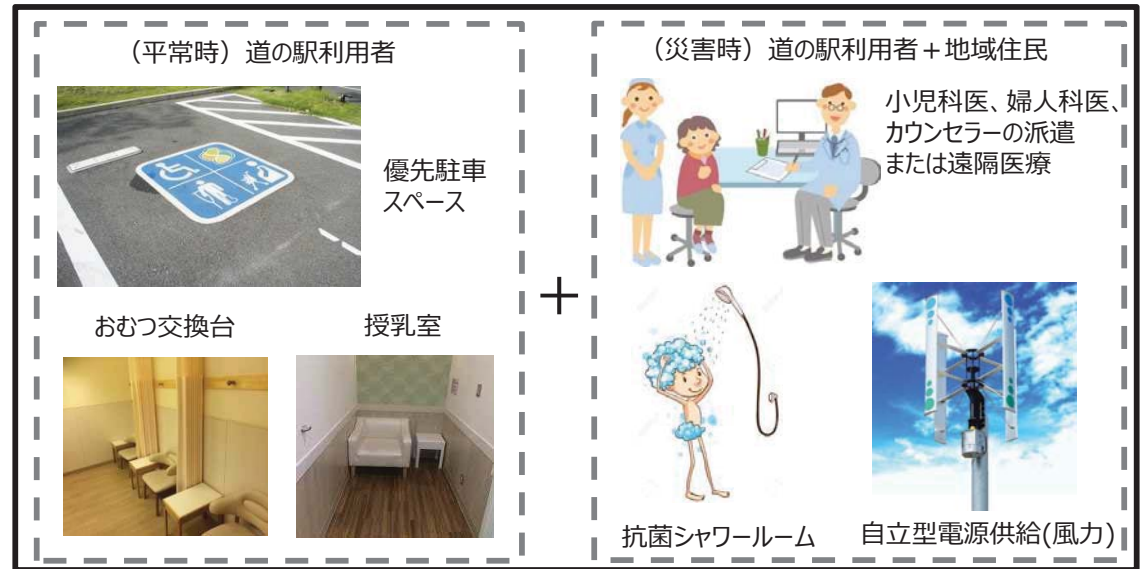 （平常時）道の駅利用者
優先駐車
スペース
おむつ交換台
授乳室
＋
（災害時）道の駅利用者＋地域住民
小児科医、婦人科医、
カウンセラーの派遣
または遠隔医療
抗菌シャワールーム
自立型電源供給(風力)